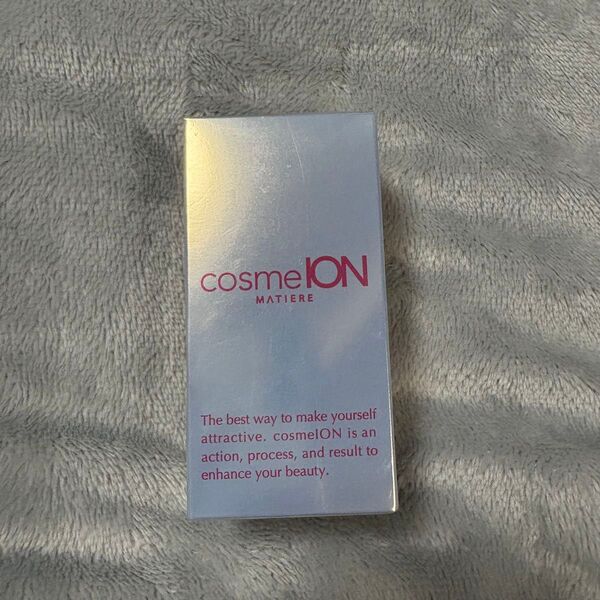 cosmeION
MATIERE
The best way to make yourself
attractive. cosmeION is an
action, process, and result to
enhance your beauty.